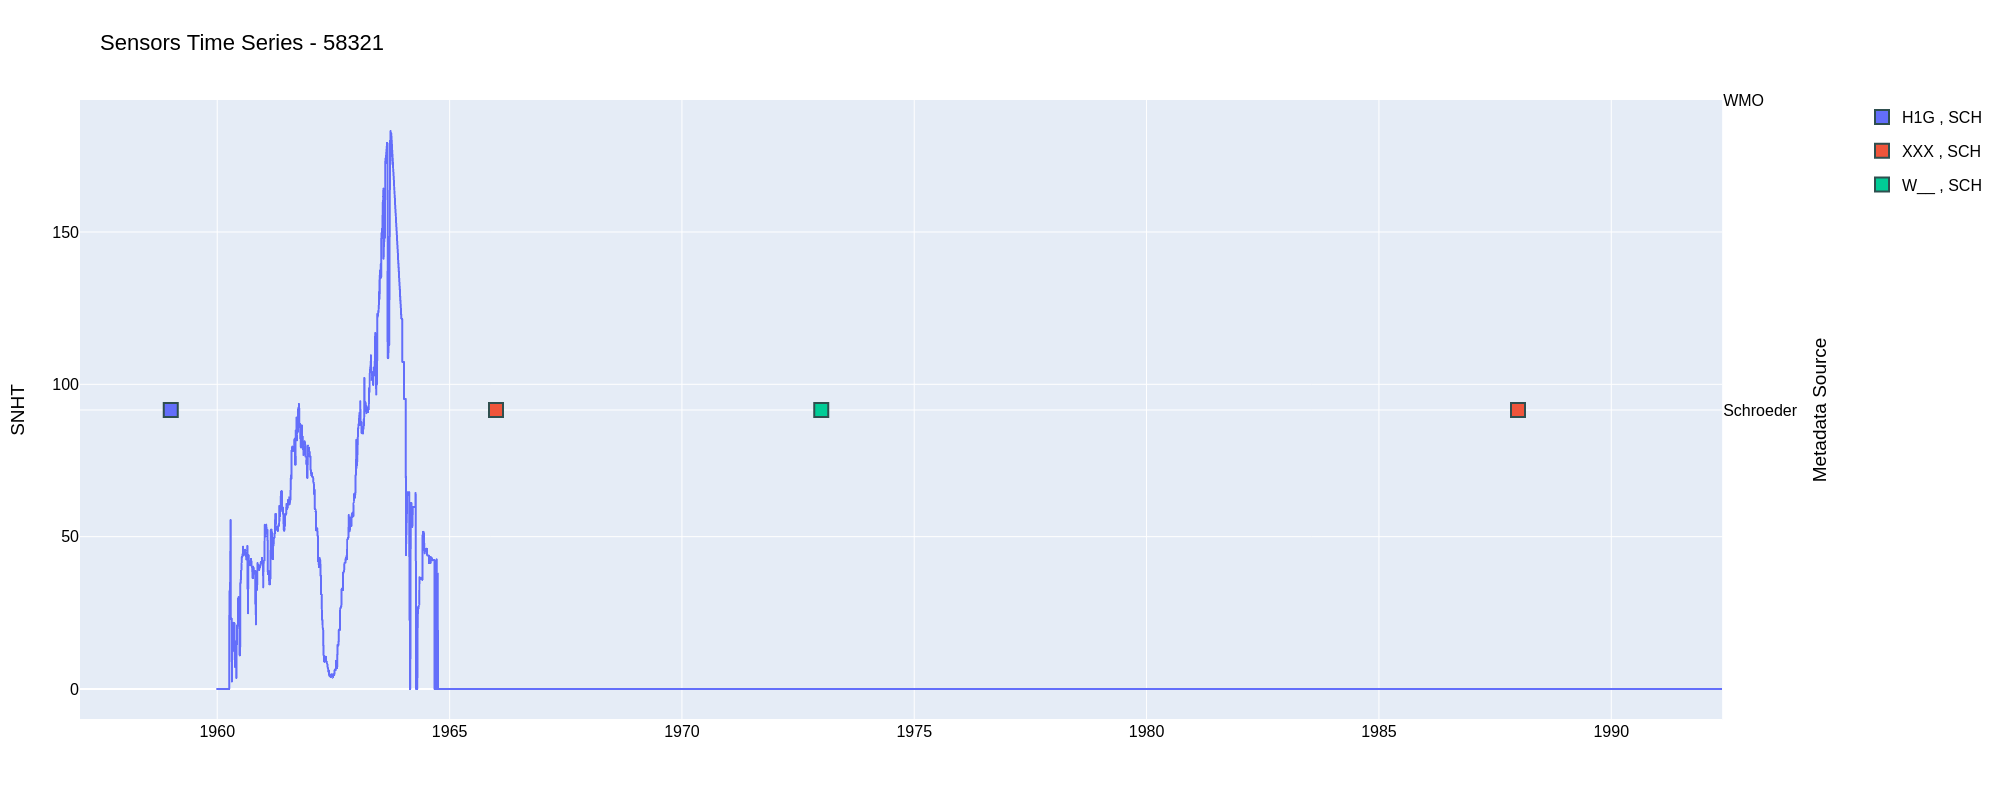 Sensors Time Series - 58321
WMO
H1G , SCH
XXX , SCH
W__ , SCH
150
100
50
0
SNHT
Schroeder
Metadata Source
1960
1965
1970
1975
1980
1985
1990